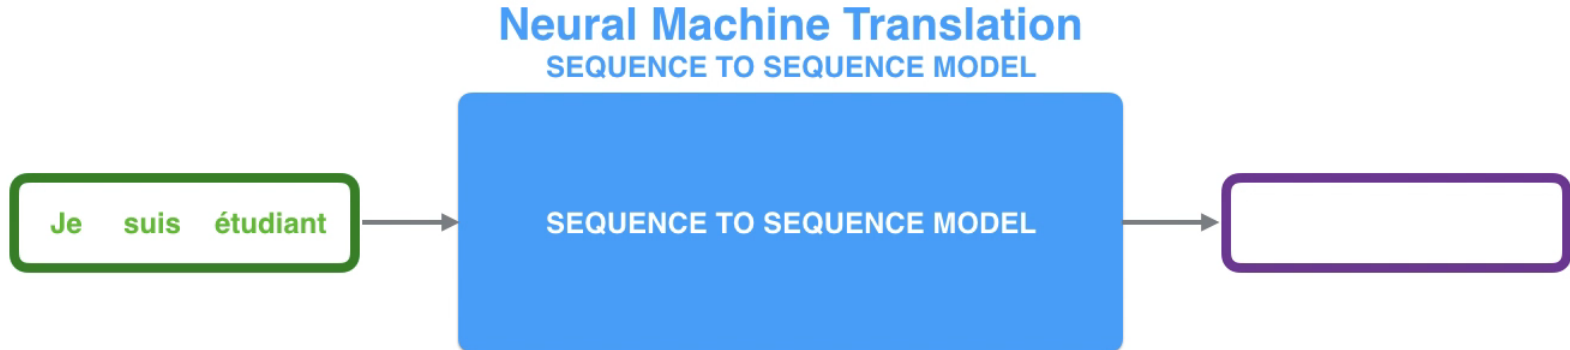 Neural Machine Translation
SEQUENCE TO SEQUENCE MODEL
Je suis étudiant
SEQUENCE TO SEQUENCE MODEL